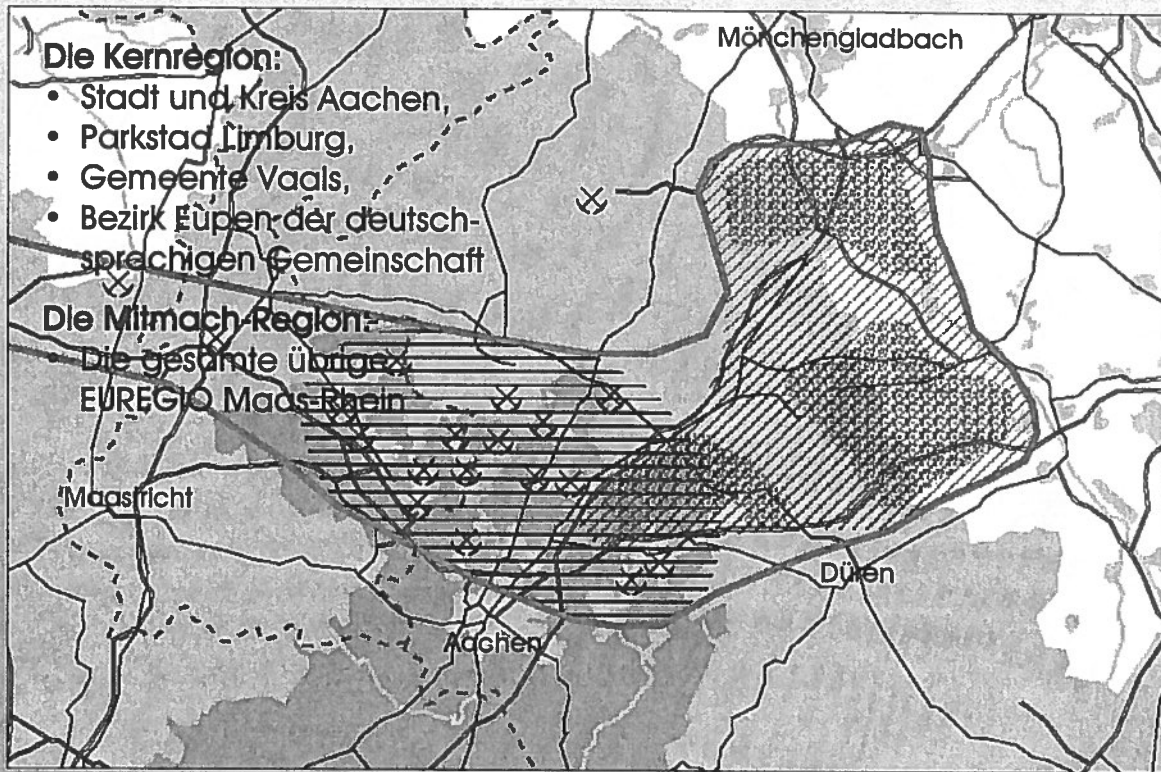 Die Kernregion:
• Stadt und Kreis Aachen,
• Parkstad Limburg,
• Gemeente Vaals,
• Bezirk Eupen der deutsch-
sprachigen Gemeinschaft
Die Mitmach-Region:
• Die gesamte übrige
EUREGIO Maas-Rhein
Mönchengladbach
Maastricht
Düren
Aachen